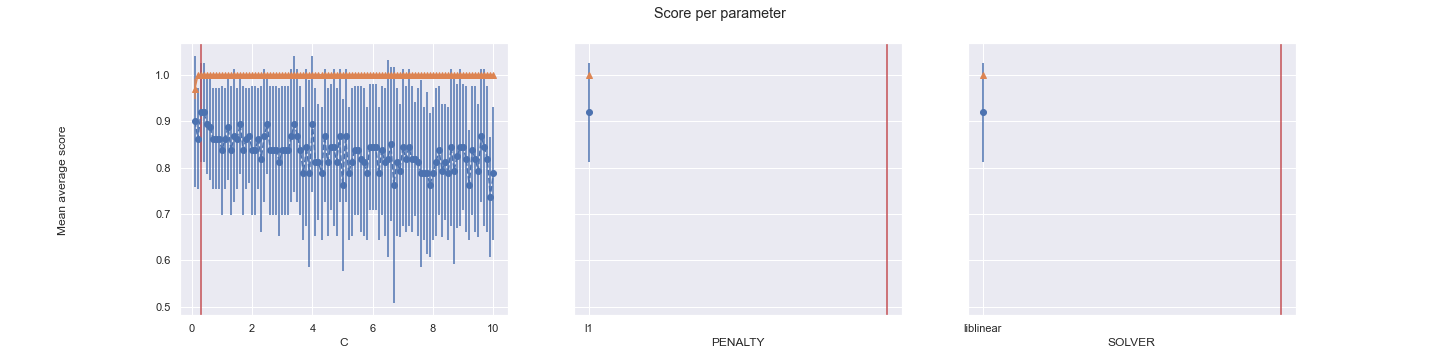 Score per parameter
Mean average score
1.0
0.9
0.8
0.7
0.6
0.5
0 2 4 6 8 10
C
l1
PENALTY
liblinear
SOLVER